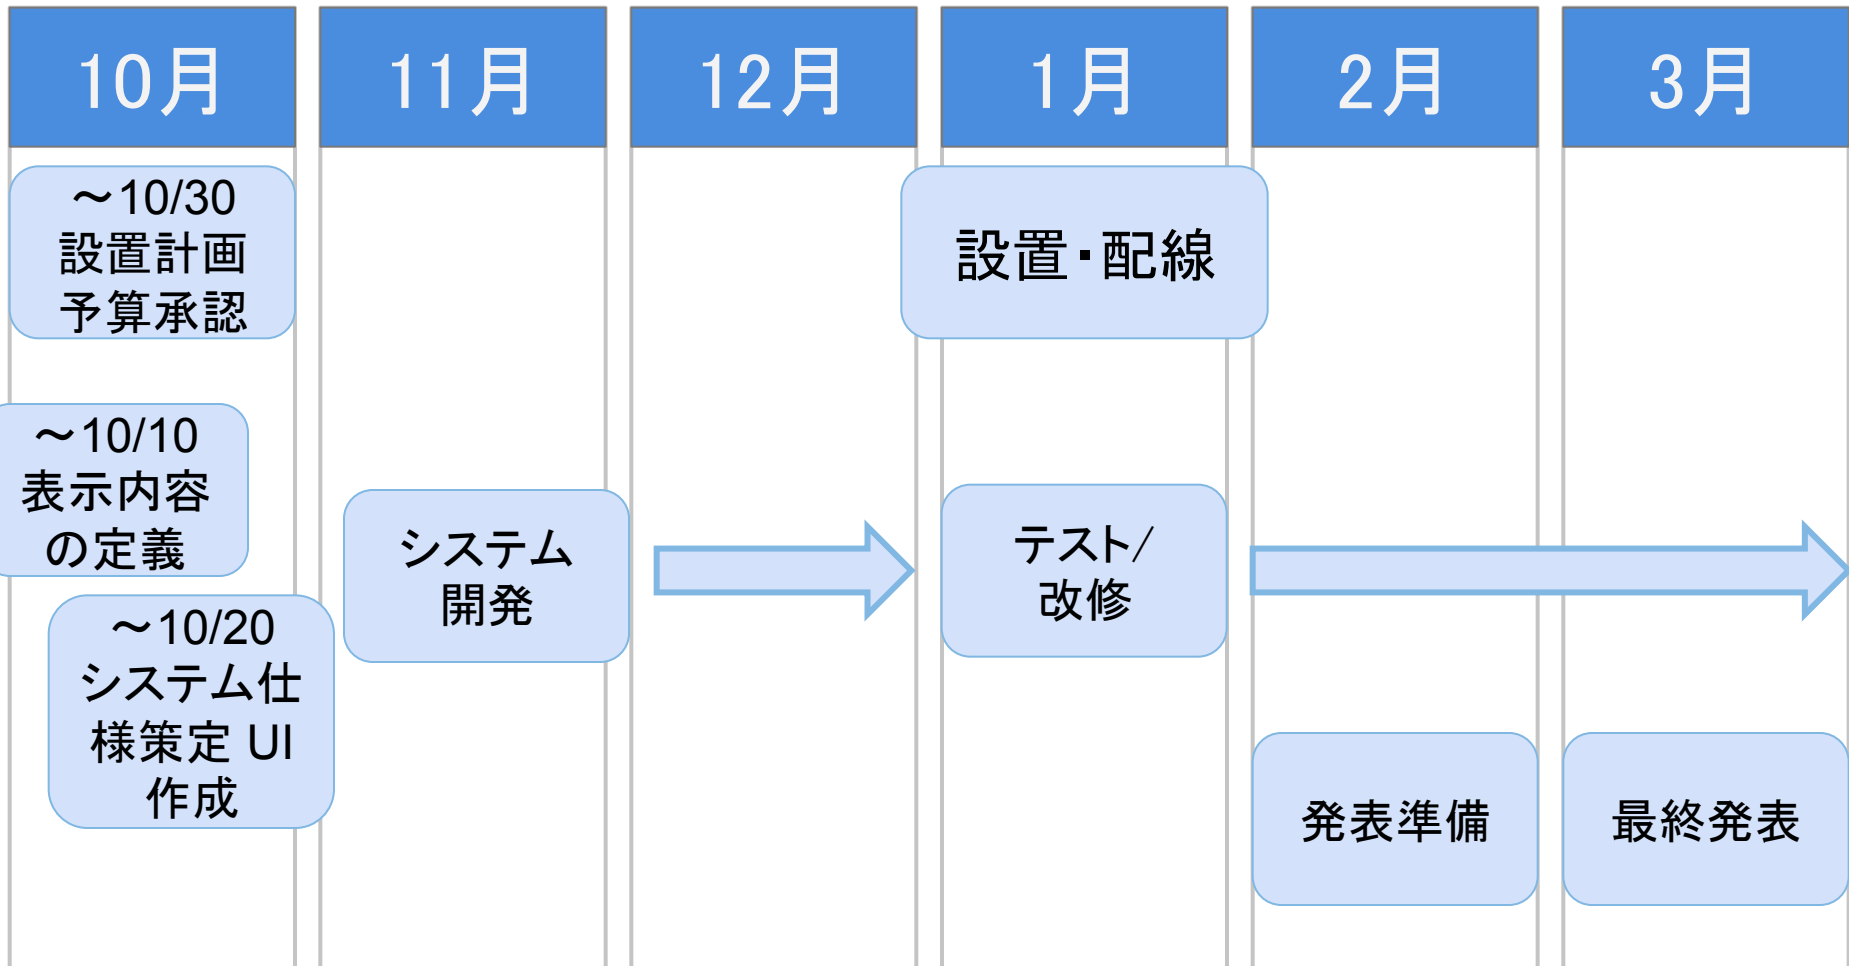 10月
11月
12月
1月
2月
3月
～10/30
設置計画
予算承認
設置・配線
～10/10
表示内容
の定義
システム
開発
テスト/
改修
～10/20
システム仕
様策定 UI
作成
発表準備
最終発表